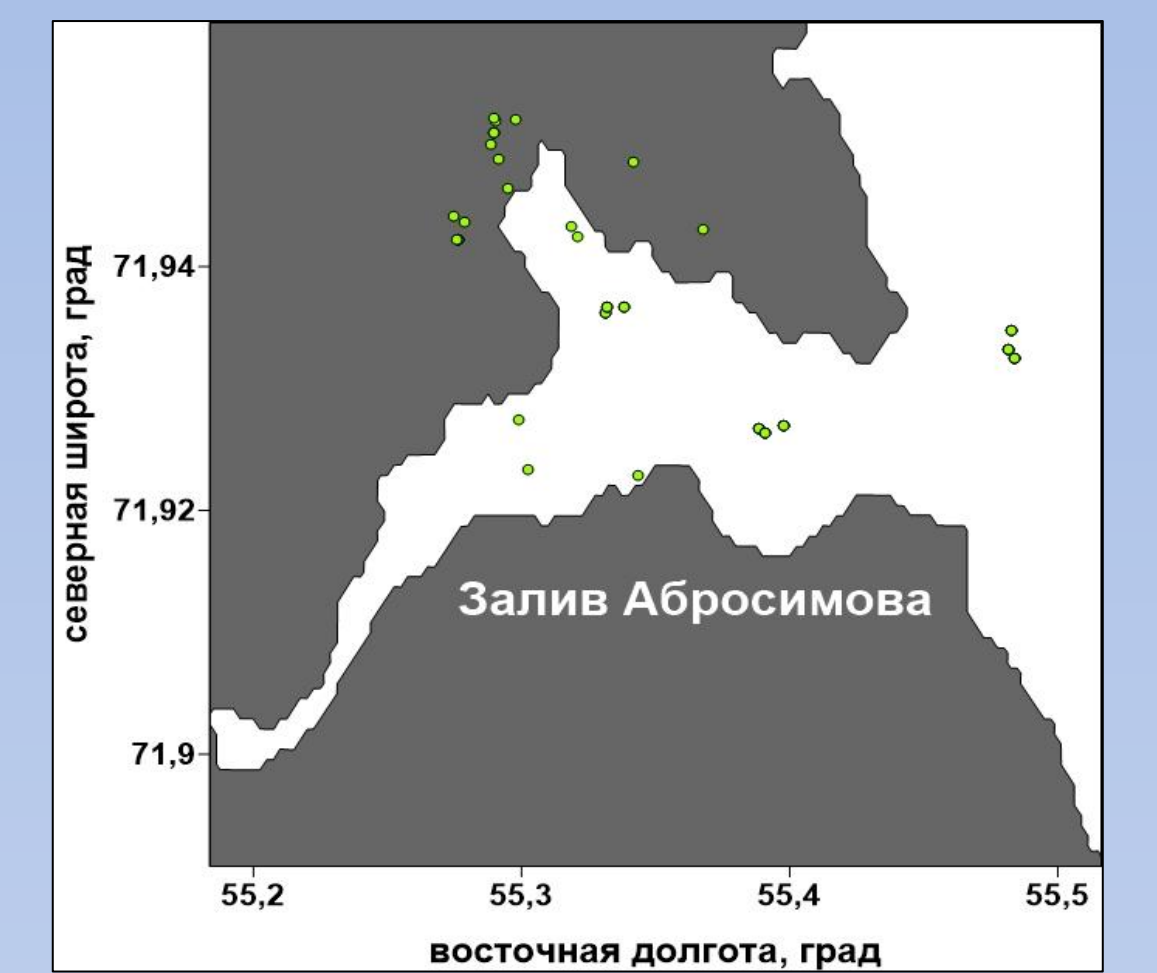 северная широта, град
71,94
71,92
71,9
Залив Абросимова
55,2 55,3 55,4 55,5
восточная долгота, град